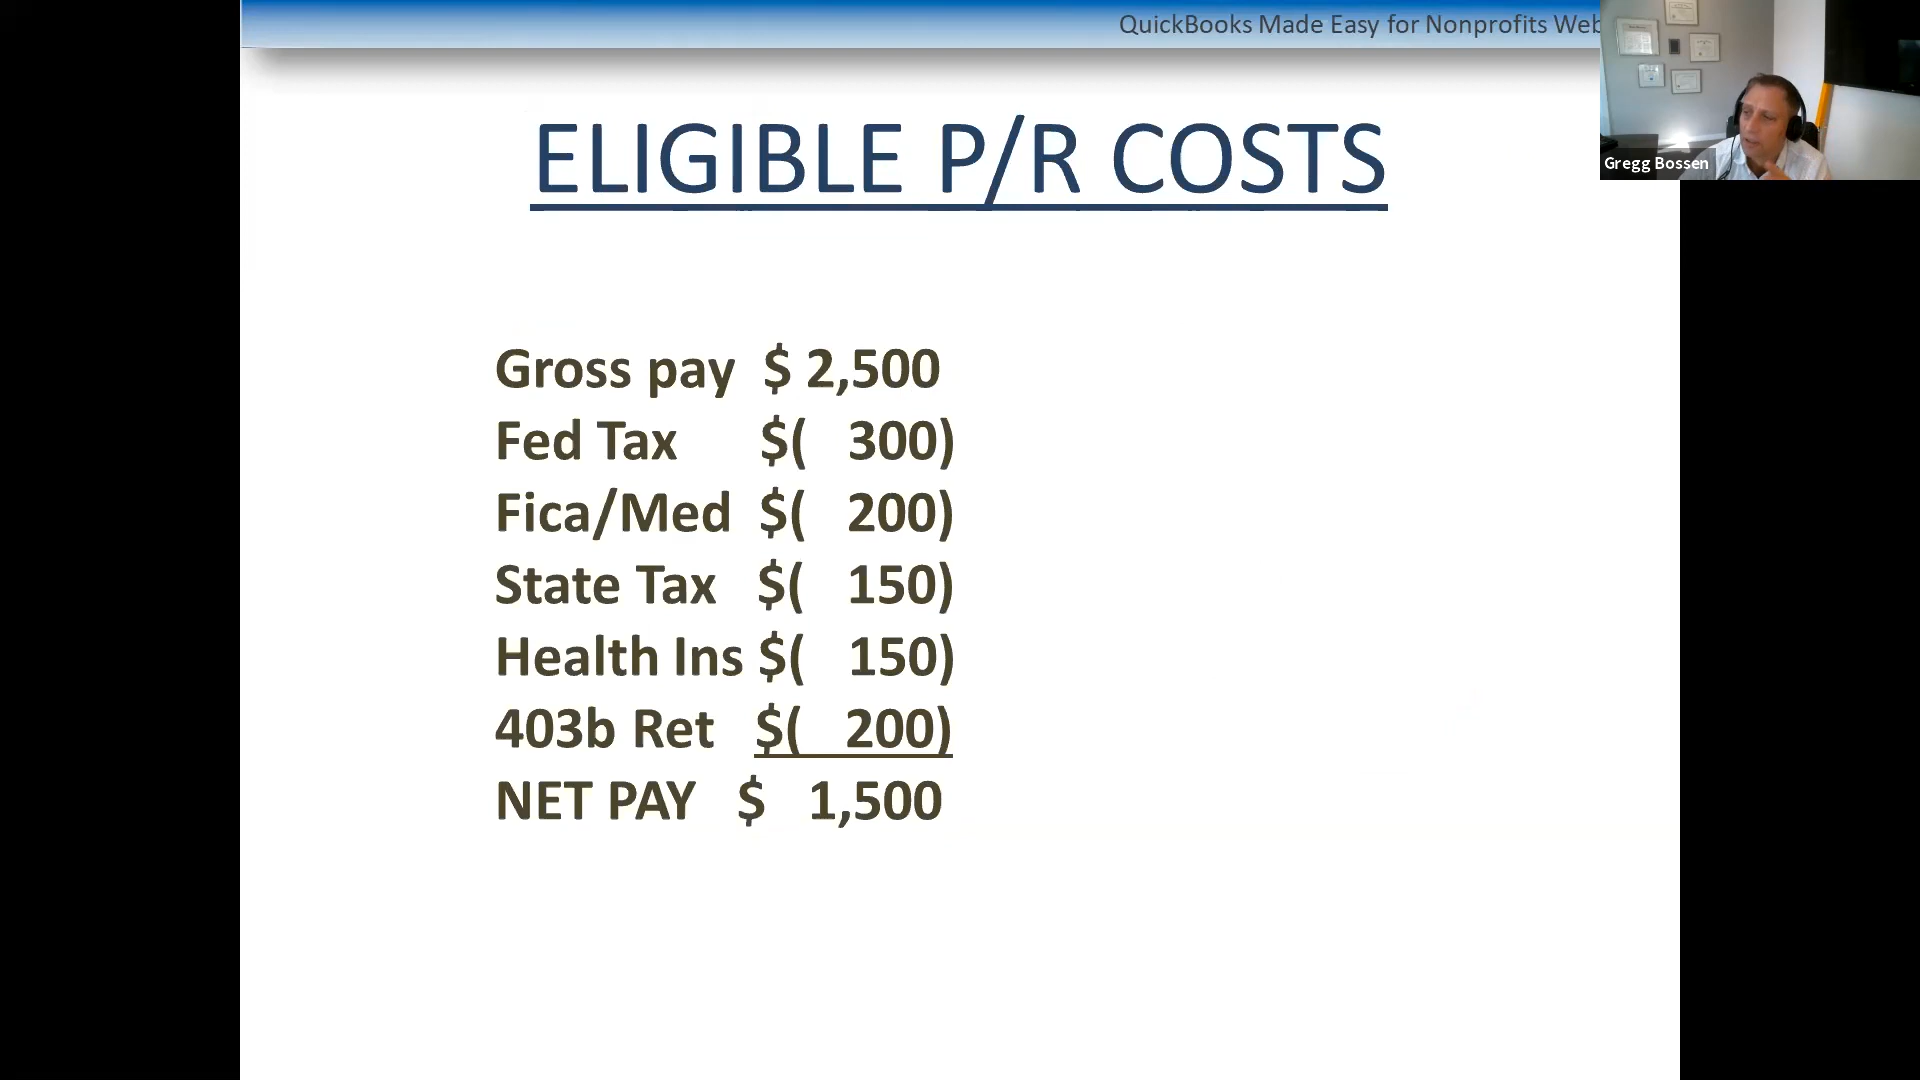 QuickBooks Made Easy for Nonprofits Web
Gregg Bossen
ELIGIBLE P/R COSTS
Gross pay $ 2,500
Fed Tax $( 300)
Fica/Med $( 200)
State Tax $( 150)
Health Ins $( 150)
403b Ret $( 200)
NET PAY $ 1,500